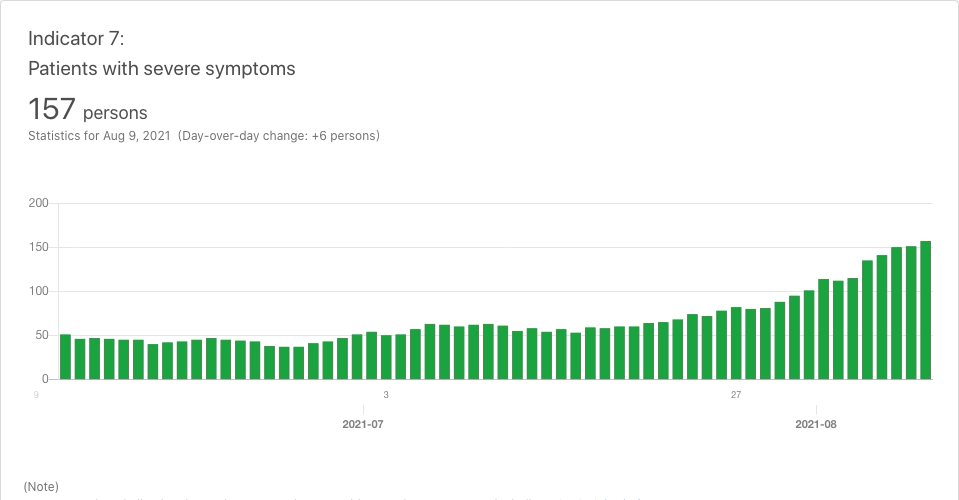 Indicator 7:
Patients with severe symptoms
157 persons
Statistics for Aug 9, 2021 (Day-over-day change: +6 persons)
200
150
100
50
0
9 3 27
2021-07 2021-08
(Note)